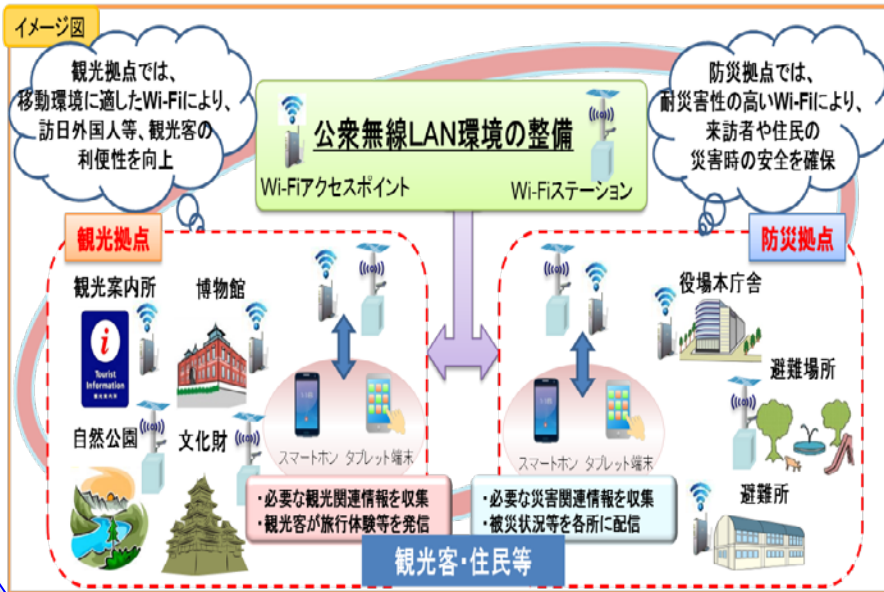 イメージ図
観光拠点では、
移動環境に適したWi-Fiにより、
訪日外国人等、観光客の
利便性を向上
公衆無線LAN環境の整備
Wi-Fiアクセスポイント
Wi-Fiステーション
防災拠点では、
耐災害性の高いWi-Fiにより、
来訪者や住民の
災害時の安全を確保
観光拠点
観光案内所
博物館
i
Tourist
Information
観光案内所
自然公園
文化財
スマートホン
タブレット端末
・必要な観光関連情報を収集
・観光客が旅行体験等を発信
防災拠点
役場本庁舎
避難場所
避難所
スマートホン
タブレット端末
・必要な災害関連情報を収集
・被災状況等を各所に配信
観光客・住民等